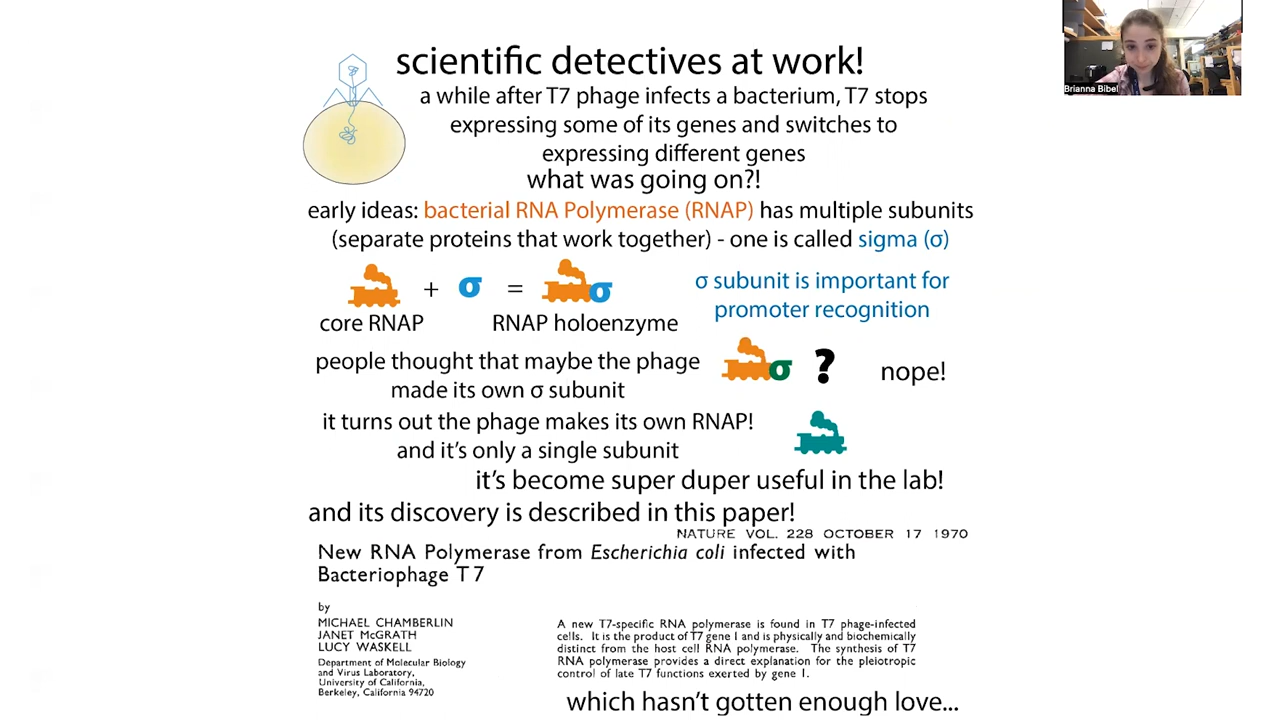 scientific detectives at work!
a while after T7 phage infects a bacterium, T7 stops
expressing some of its genes and switches to
expressing different genes
what was going on?!
early ideas: bacterial RNA Polymerase (RNAP) has multiple subunits
(separate proteins that work together) - one is called sigma (σ)
+ σ = σ
core RNAP
RNAP holoenzyme
σ subunit is important for
promoter recognition
people thought that maybe the phage
made its own σ subunit
σ ? nope!
it turns out the phage makes its own RNAP!
and it's only a single subunit
it's become super duper useful in the lab!
and its discovery is described in this paper!
NATURE VOL. 228 OCTOBER 17 1970
New RNA Polymerase from Escherichia coli infected with
Bacteriophage T7
by
MICHAEL CHAMBERLIN
JANET McGRATH
LUCY WASKELL
Department of Molecular Biology
and Virus Laboratory,
University of California,
Berkeley, California 94720
A new T7-specific RNA polymerase is found in T7 phage-infected
cells. It is the product of T7 gene I and is physically and biochemically
distinct from the host cell RNA polymerase. The synthesis of T7
RNA polymerase provides a direct explanation for the pleiotropic
control of late T7 functions exerted by gene I.
which hasn't gotten enough love...
Brianna Bibel